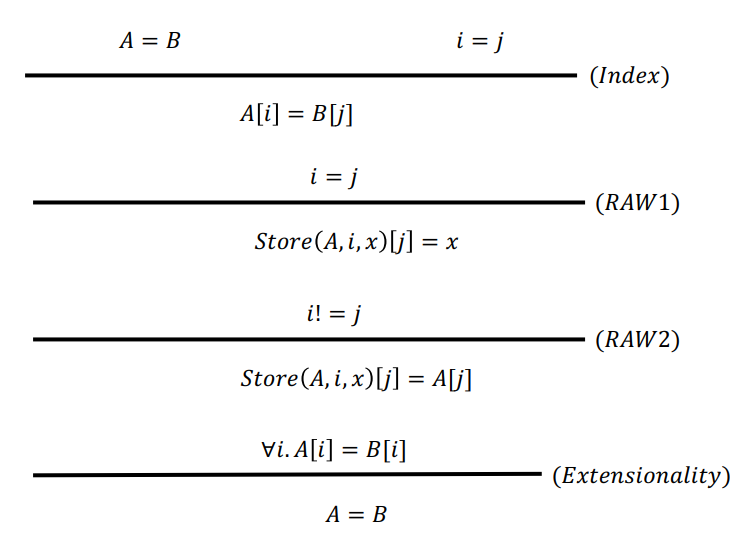 A = B i = j
(Index)
A[i] = B[j]
i = j
(RAW1)
Store(A, i, x)[j] = x
i! = j
(RAW2)
Store(A, i, x)[j] = A[j]
∀i. A[i] = B[i]
(Extensionality)
A = B